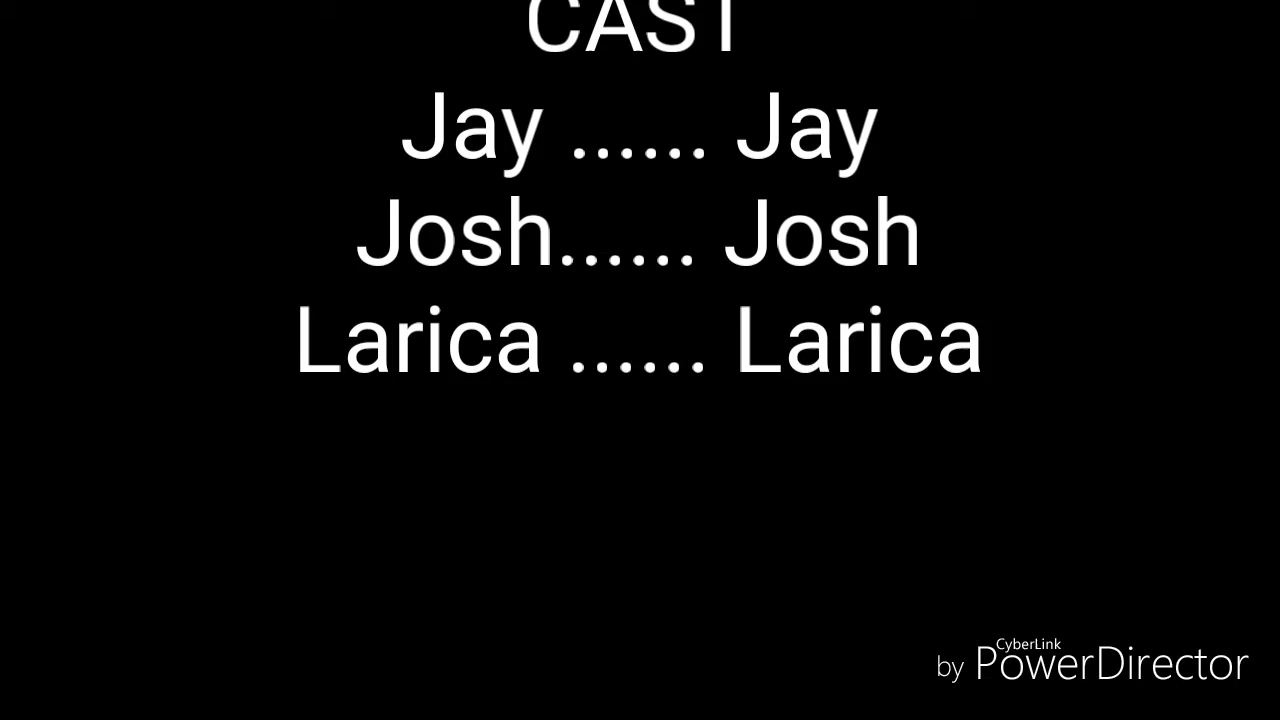 CAST
Jay ...... Jay
Josh...... Josh
Larica ...... Larica
CyberLink
by PowerDirector